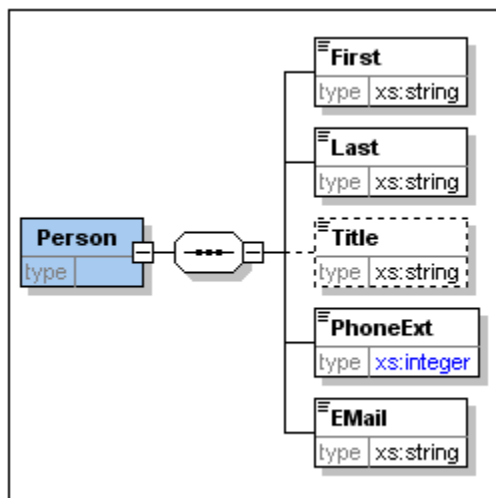 First
type xs:string
Last
type xs:string
Person
type
Title
type xs:string
PhoneExt
type xs:integer
EMail
type xs:string